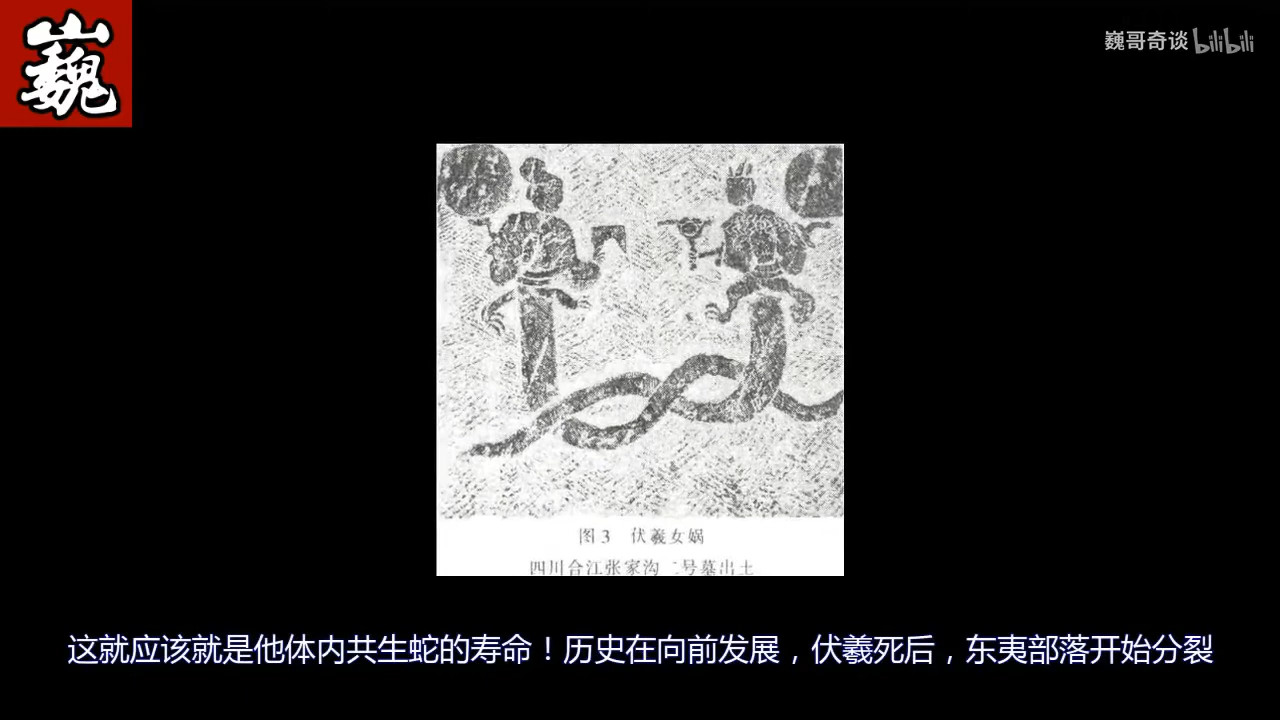 巍
巍哥奇谈 bilibili
图3 伏羲女娲
四川合江张家沟二号墓出土
这就应该就是他体内共生蛇的寿命！历史在向前发展，伏羲死后，东夷部落开始分裂